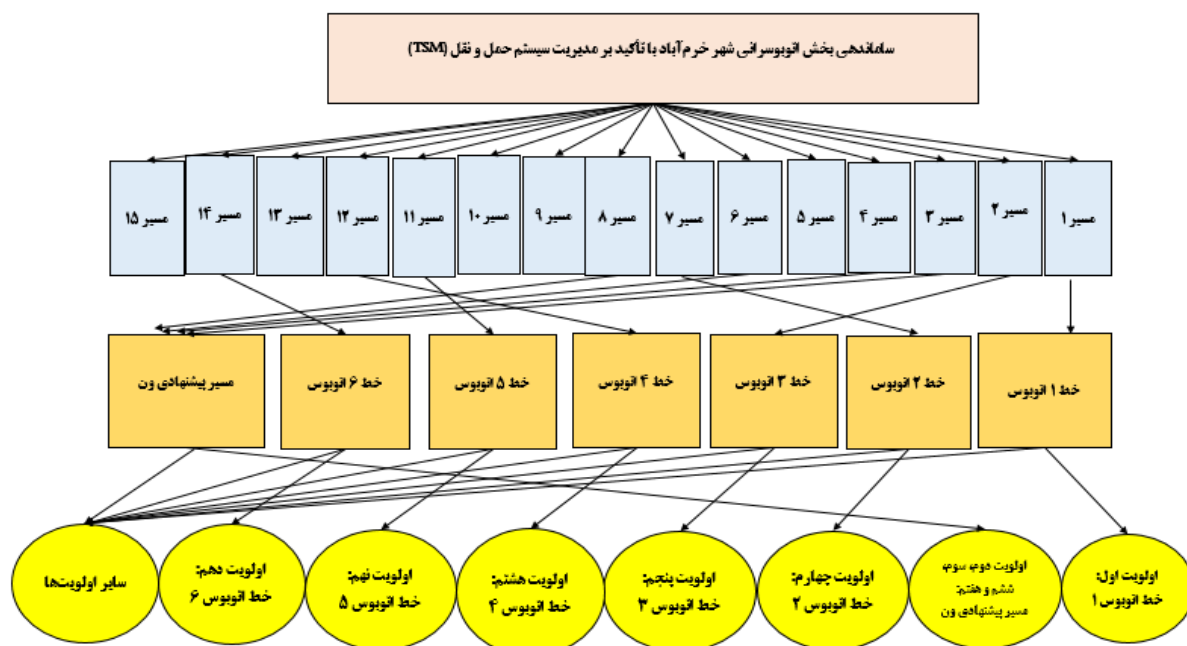 ساماندهی بخش اتوبوسرانی شهر خرم‌آباد با تأکید بر مدیریت سیستم حمل و نقل (TSM)
مسیر ۱
مسیر ۲
مسیر ۳
مسیر ۴
مسیر ۵
مسیر ۶
مسیر ۷
مسیر ۸
مسیر ۹
مسیر ۱۰
مسیر ۱۱
مسیر ۱۲
مسیر ۱۳
مسیر ۱۴
مسیر ۱۵
خط ۱ اتوبوس
خط ۲ اتوبوس
خط ۳ اتوبوس
خط ۴ اتوبوس
خط ۵ اتوبوس
خط ۶ اتوبوس
مسیر پیشنهادی ون
اولویت اول:
خط اتوبوس ۱
اولویت دوم، سوم،
ششم و هفتم:
مسیر پیشنهادی ون
اولویت چهارم:
خط اتوبوس ۲
اولویت پنجم:
خط اتوبوس ۳
اولویت هشتم:
خط اتوبوس ۴
اولویت نهم:
خط اتوبوس ۵
اولویت دهم:
خط اتوبوس ۶
سایر اولویت‌ها